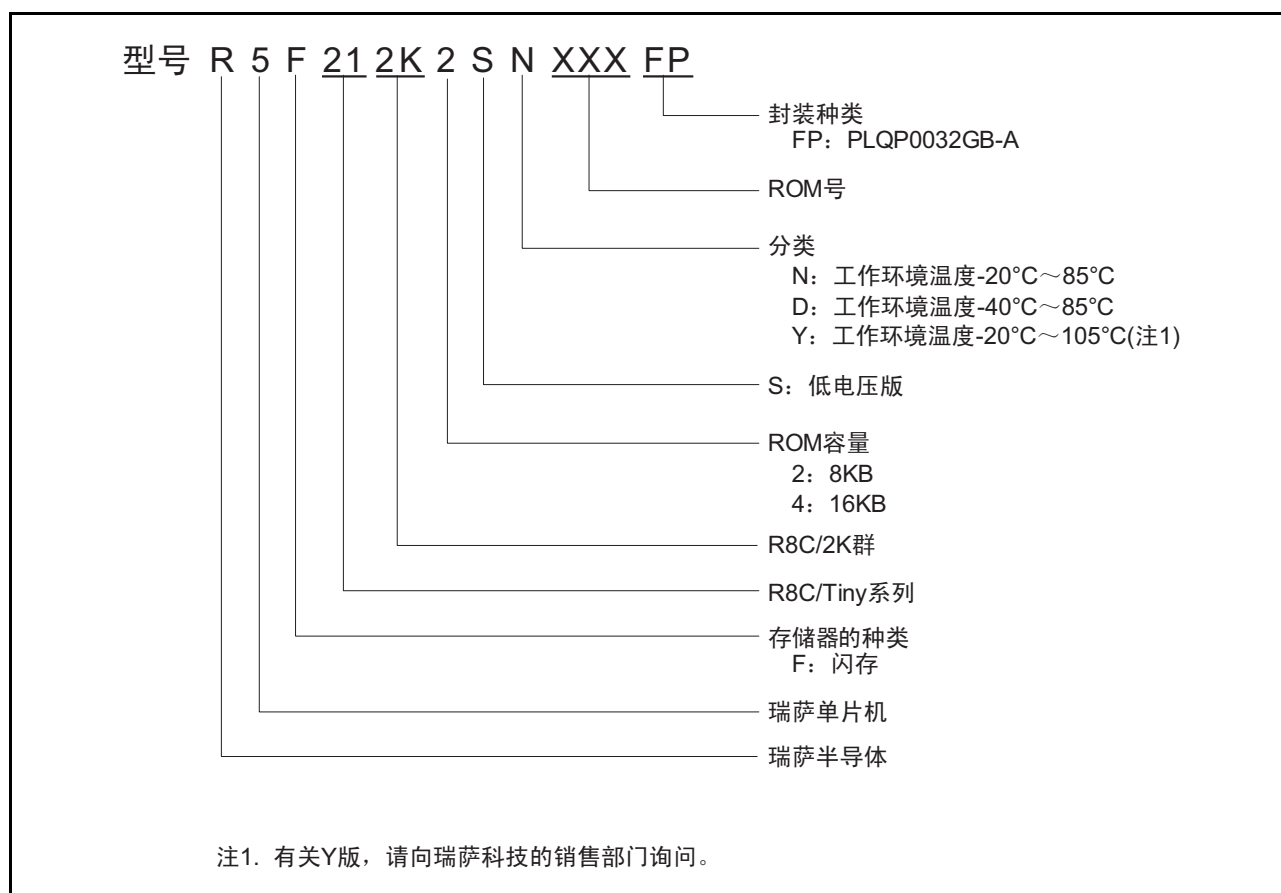 型号 R 5 F 21 2K 2 S N XXX FP
封装种类
FP：PLQP0032GB-A
ROM号
分类
N：工作环境温度-20°C～85°C
D：工作环境温度-40°C～85°C
Y：工作环境温度-20°C～105°C(注1)
S：低电压版
ROM容量
2：8KB
4：16KB
R8C/2K群
R8C/Tiny系列
存储器的种类
F：闪存
瑞萨单片机
瑞萨半导体
注1. 有关Y版，请向瑞萨科技的销售部门询问。